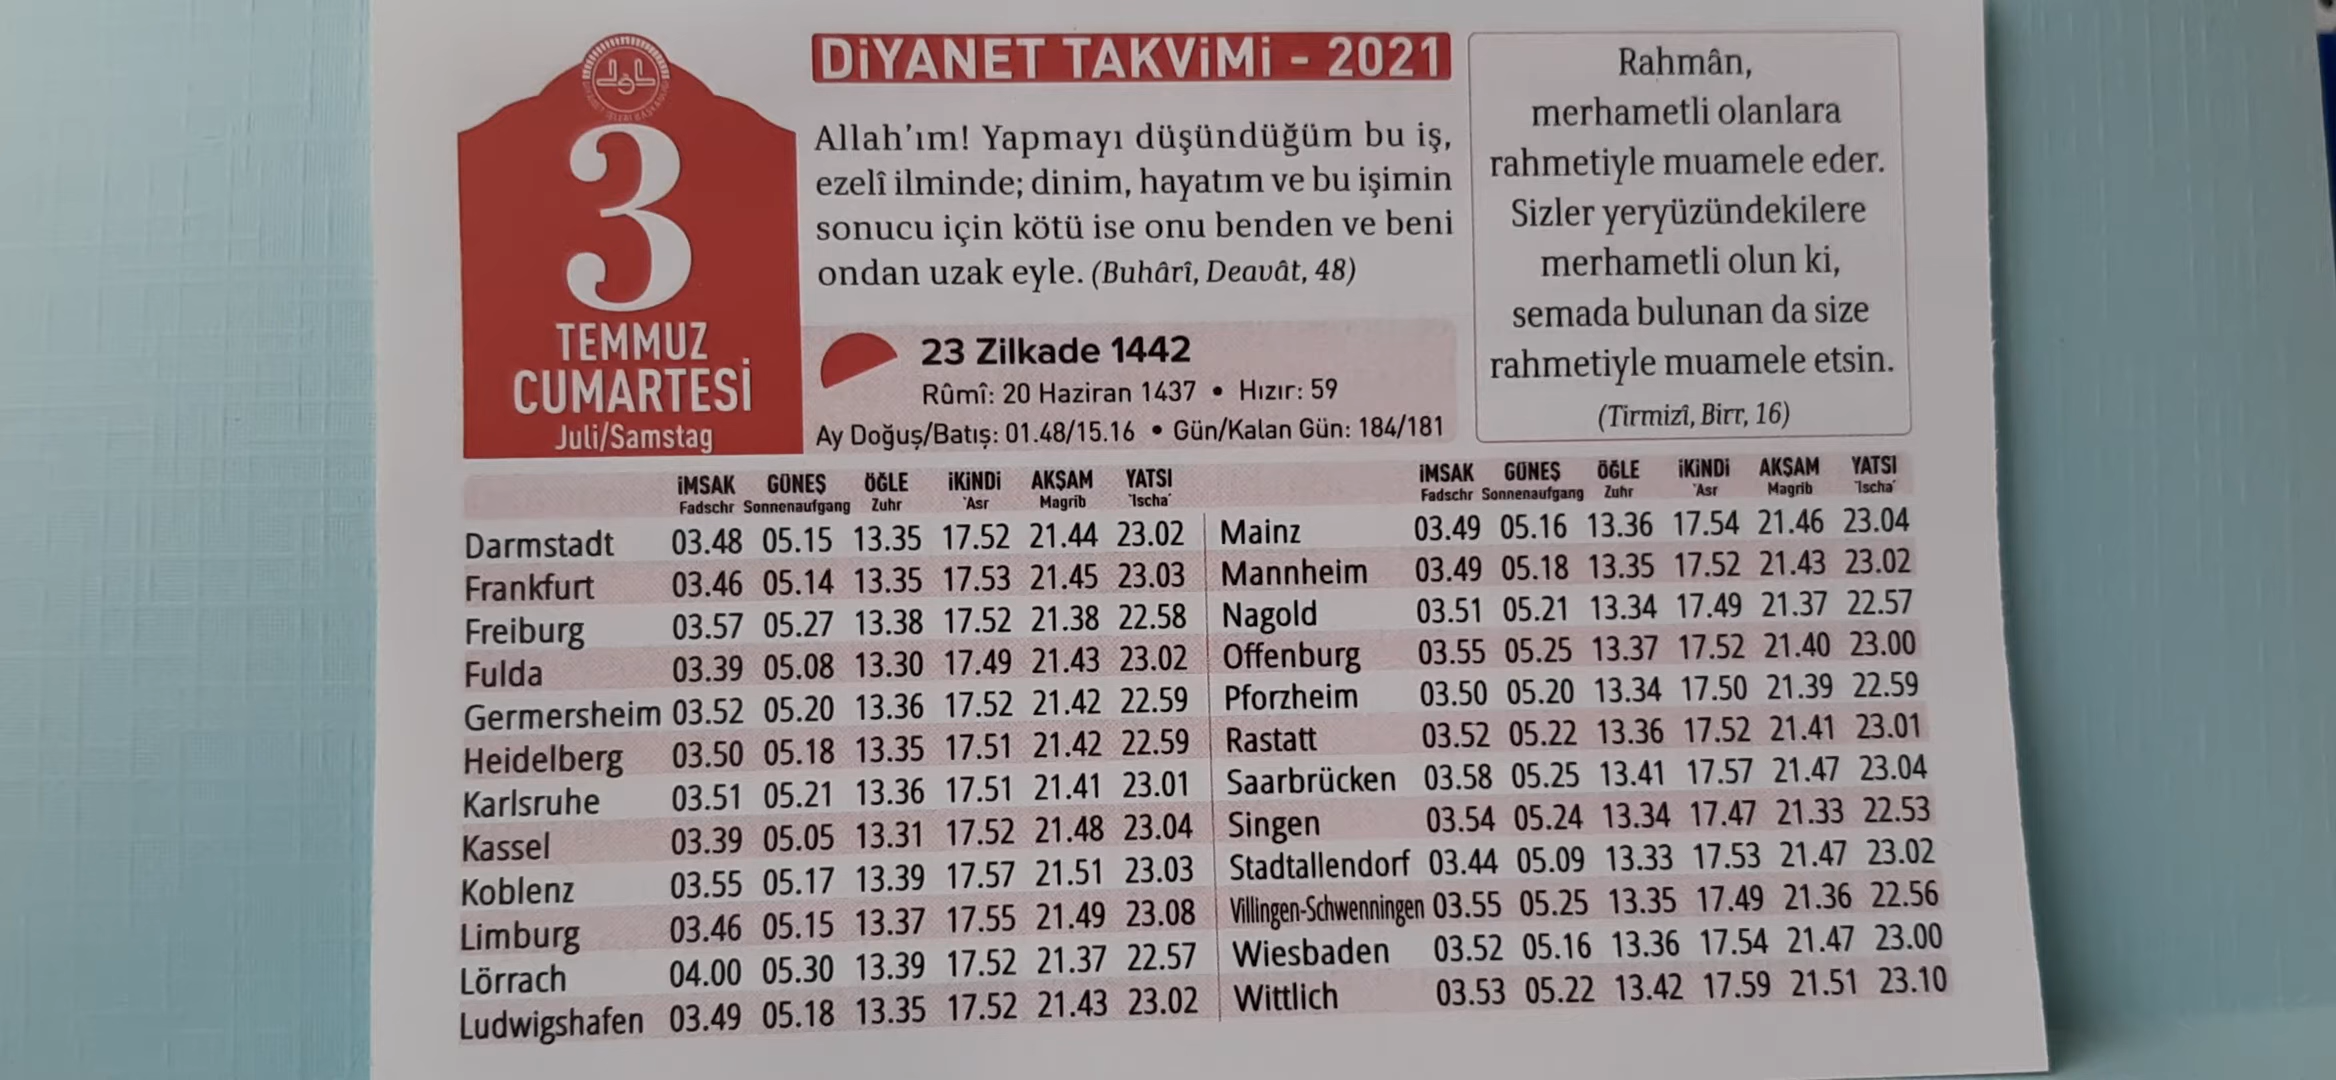 DİYANET İŞLERİ BAŞKANLIĞI
3
TEMMUZ
CUMARTESİ
Juli/Samstag
DİYANET TAKVİMİ - 2021
Allah'ım! Yapmayı düşündüğüm bu iş,
ezelî ilminde; dinim, hayatım ve bu işimin
sonucu için kötü ise onu benden ve beni
ondan uzak eyle. (Buhârî, Deavât, 48)
23 Zilkade 1442
Rûmî: 20 Haziran 1437 • Hızır: 59
Ay Doğuş/Batış: 01.48/15.16 • Gün/Kalan Gün: 184/181
Rahmân,
merhametli olanlara
rahmetiyle muamele eder.
Sizler yeryüzündekilere
merhametli olun ki,
semada bulunan da size
rahmetiyle muamele etsin.
(Tirmizî, Birr, 16)
İMSAK GÜNEŞ ÖĞLE İKİNDİ AKŞAM YATSI
Fadschr Sonnenaufgang Zuhr 'Asr Magrib 'Ischa'
Darmstadt 03.48 05.15 13.35 17.52 21.44 23.02
Frankfurt 03.46 05.14 13.35 17.53 21.45 23.03
Freiburg 03.57 05.27 13.38 17.52 21.38 22.58
Fulda 03.39 05.08 13.30 17.49 21.43 23.02
Germersheim 03.52 05.20 13.36 17.52 21.42 22.59
Heidelberg 03.50 05.18 13.35 17.51 21.42 22.59
Karlsruhe 03.51 05.21 13.36 17.51 21.41 23.01
Kassel 03.39 05.05 13.31 17.52 21.48 23.04
Koblenz 03.55 05.17 13.39 17.57 21.51 23.03
Limburg 03.46 05.15 13.37 17.55 21.49 23.08
Lörrach 04.00 05.30 13.39 17.52 21.37 22.57
Ludwigshafen 03.49 05.18 13.35 17.52 21.43 23.02
İMSAK GÜNEŞ ÖĞLE İKİNDİ AKŞAM YATSI
Fadschr Sonnenaufgang Zuhr 'Asr Magrib 'Ischa'
Mainz 03.49 05.16 13.36 17.54 21.46 23.04
Mannheim 03.49 05.18 13.35 17.52 21.43 23.02
Nagold 03.51 05.21 13.34 17.49 21.37 22.57
Offenburg 03.55 05.25 13.37 17.52 21.40 23.00
Pforzheim 03.50 05.20 13.34 17.50 21.39 22.59
Rastatt 03.52 05.22 13.36 17.52 21.41 23.01
Saarbrücken 03.58 05.25 13.41 17.57 21.47 23.04
Singen 03.54 05.24 13.34 17.47 21.33 22.53
Stadtallendorf 03.44 05.09 13.33 17.53 21.47 23.02
Villingen-Schwenningen 03.55 05.25 13.35 17.49 21.36 22.56
Wiesbaden 03.52 05.16 13.36 17.54 21.47 23.00
Wittlich 03.53 05.22 13.42 17.59 21.51 23.10